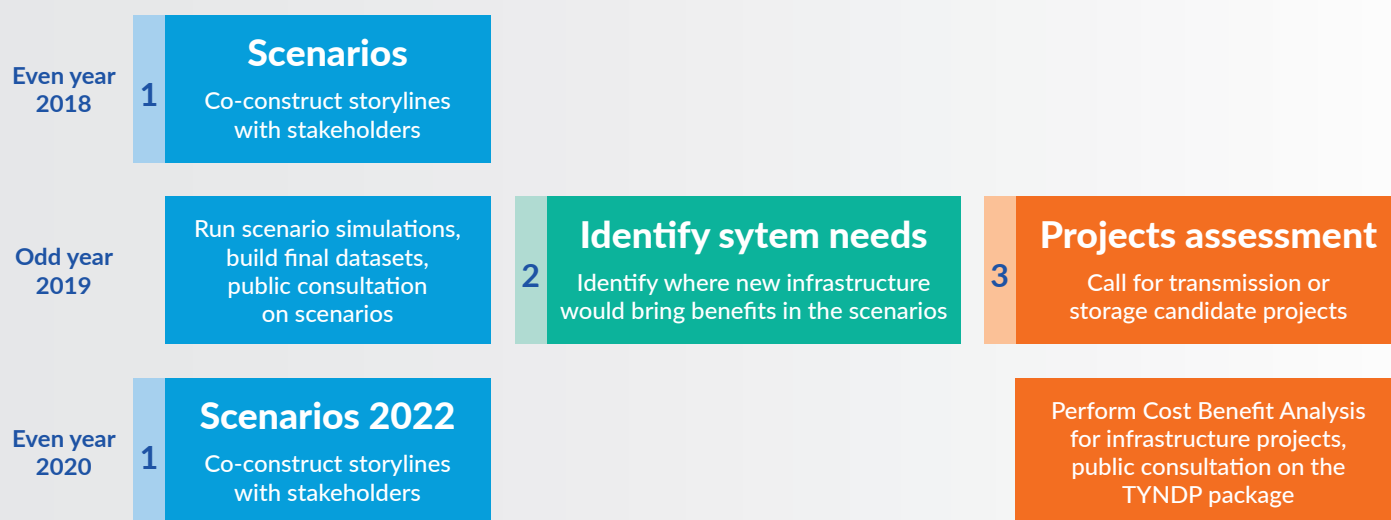 Even year
2018
1
Scenarios
Co-construct storylines
with stakeholders
Odd year
2019
Run scenario simulations,
build final datasets,
public consultation
on scenarios
2
Identify sytem needs
Identify where new infrastructure
would bring benefits in the scenarios
3
Projects assessment
Call for transmission or
storage candidate projects
Even year
2020
1
Scenarios 2022
Co-construct storylines
with stakeholders
Perform Cost Benefit Analysis
for infrastructure projects,
public consultation on the
TYNDP package